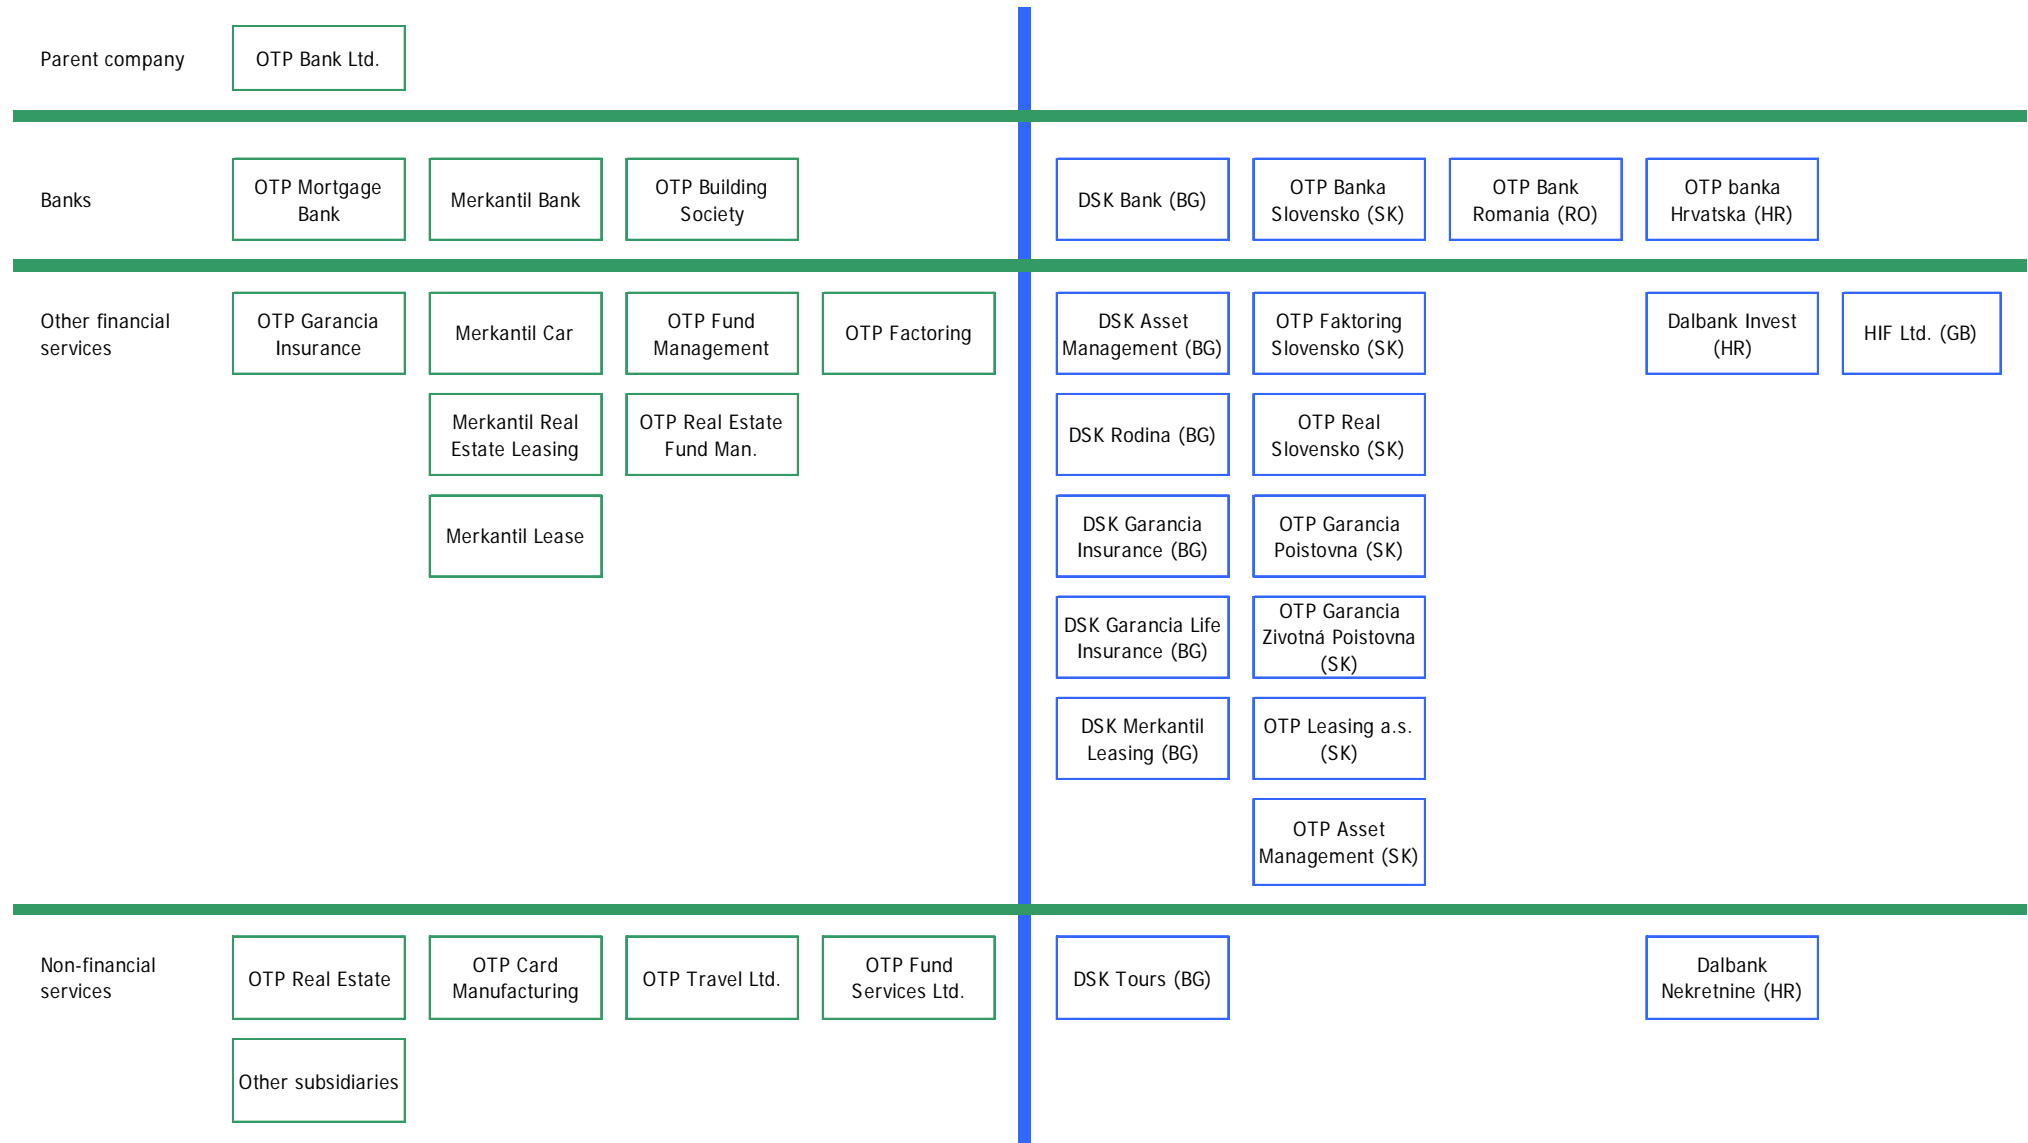 Parent company
OTP Bank Ltd.
Banks
OTP Mortgage
Bank
Merkantil Bank
OTP Building
Society
DSK Bank (BG)
OTP Banka
Slovensko (SK)
OTP Bank
Romania (RO)
OTP banka
Hrvatska (HR)
Other financial
services
OTP Garancia
Insurance
Merkantil Car
OTP Fund
Management
OTP Factoring
DSK Asset
Management (BG)
OTP Faktoring
Slovensko (SK)
Dalbank Invest
(HR)
HIF Ltd. (GB)
Merkantil Real
Estate Leasing
OTP Real Estate
Fund Man.
DSK Rodina (BG)
OTP Real
Slovensko (SK)
Merkantil Lease
DSK Garancia
Insurance (BG)
OTP Garancia
Poistovna (SK)
DSK Garancia Life
Insurance (BG)
OTP Garancia
Zivotná Poistovna
(SK)
DSK Merkantil
Leasing (BG)
OTP Leasing a.s.
(SK)
OTP Asset
Management (SK)
Non-financial
services
OTP Real Estate
OTP Card
Manufacturing
OTP Travel Ltd.
OTP Fund
Services Ltd.
DSK Tours (BG)
Dalbank
Nekretnine (HR)
Other subsidiaries